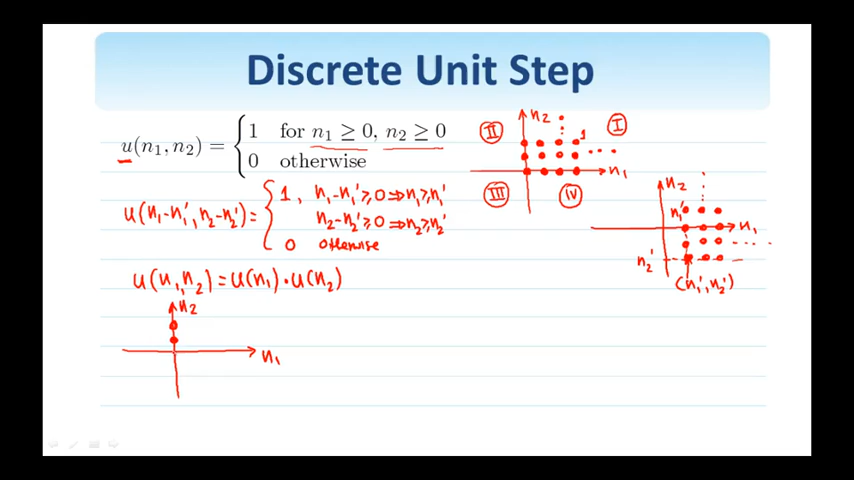 Discrete Unit Step
u(n₁, n₂) = { 1 for n₁ ≥ 0, n₂ ≥ 0
0 otherwise
n₂
II
I
1
n₁
III
IV
u(n₁-n₁', n₂-n₂') = { 1, n₁-n₁' ≥ 0 ⇒ n₁ ≥ n₁'
n₂-n₂' ≥ 0 ⇒ n₂ ≥ n₂'
0 otherwise
n₂
n₁'
n₁
n₂'
(n₁', n₂')
u(n₁, n₂) = u(n₁) · u(n₂)
n₂
n₁